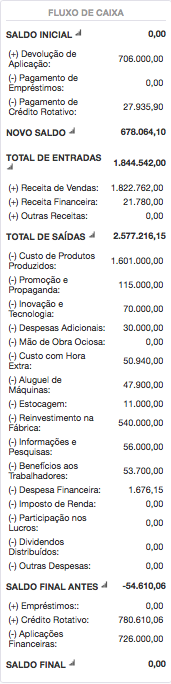 FLUXO DE CAIXA
SALDO INICIAL 0,00
(+) Devolução de
Aplicação: 706.000,00
(-) Pagamento de
Empréstimos: 0,00
(-) Pagamento de
Crédito Rotativo: 27.935,90
NOVO SALDO 678.064,10
TOTAL DE ENTRADAS 1.844.542,00
(+) Receita de Vendas: 1.822.762,00
(+) Receita Financeira: 21.780,00
(+) Outras Receitas: 0,00
TOTAL DE SAÍDAS 2.577.216,15
(-) Custo de Produtos
Produzidos: 1.601.000,00
(-) Promoção e
Propaganda: 115.000,00
(-) Inovação e
Tecnologia: 70.000,00
(-) Despesas Adicionais: 30.000,00
(-) Mão de Obra Ociosa: 0,00
(-) Custo com Hora
Extra: 50.940,00
(-) Aluguel de
Máquinas: 47.900,00
(-) Estocagem: 11.000,00
(-) Reinvestimento na
Fábrica: 540.000,00
(-) Informações e
Pesquisas: 56.000,00
(-) Benefícios aos
Trabalhadores: 53.700,00
(-) Despesa Financeira: 1.676,15
(-) Imposto de Renda: 0,00
(-) Participação nos
Lucros: 0,00
(-) Dividendos
Distribuídos: 0,00
(-) Outras Despesas: 0,00
SALDO FINAL ANTES -54.610,06
(+) Empréstimos:: 0,00
(+) Crédito Rotativo: 780.610,06
(-) Aplicações
Financeiras: 726.000,00
SALDO FINAL 0,00